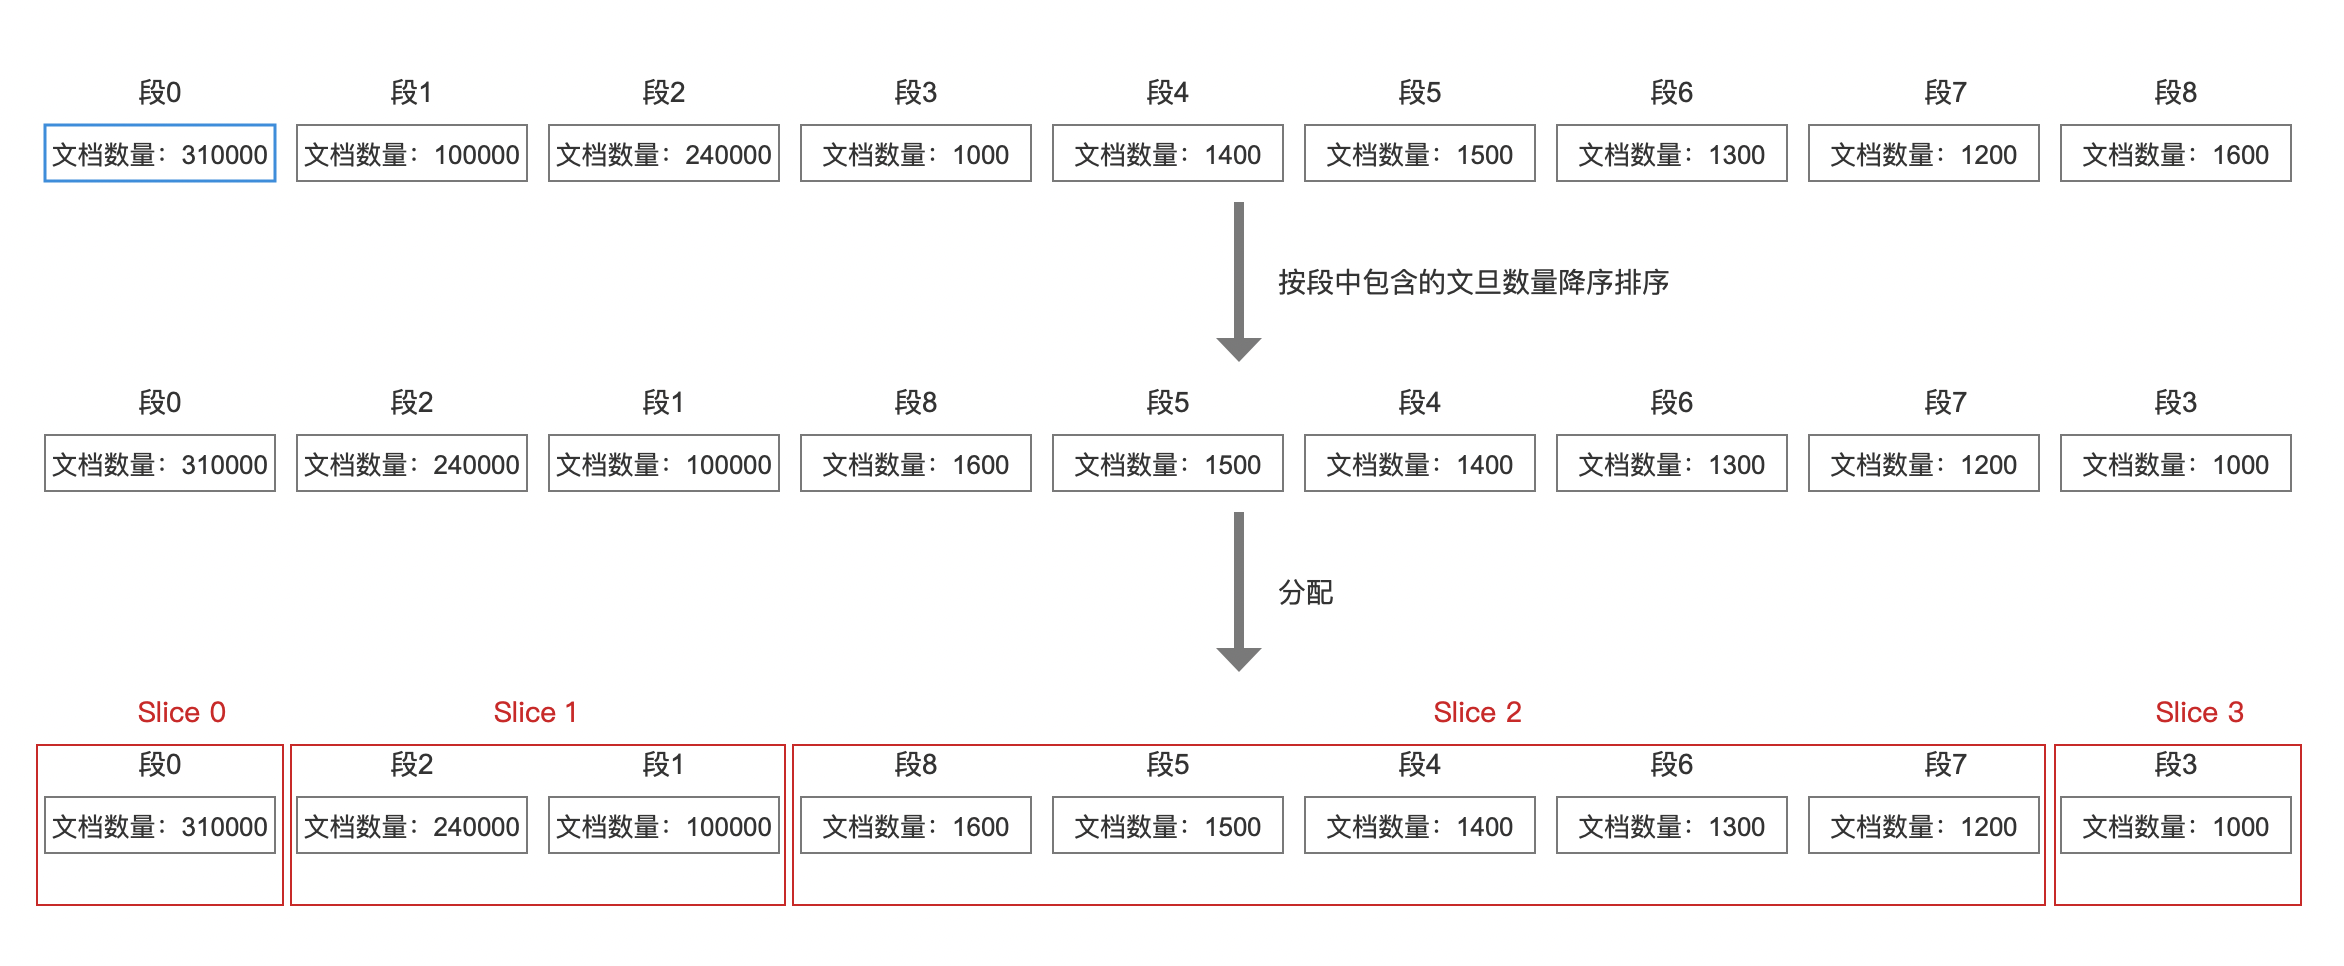 段0 段1 段2 段3 段4 段5 段6 段7 段8
文档数量：310000 文档数量：100000 文档数量：240000 文档数量：1000 文档数量：1400 文档数量：1500 文档数量：1300 文档数量：1200 文档数量：1600
按段中包含的文旦数量降序排序
段0 段2 段1 段8 段5 段4 段6 段7 段3
文档数量：310000 文档数量：240000 文档数量：100000 文档数量：1600 文档数量：1500 文档数量：1400 文档数量：1300 文档数量：1200 文档数量：1000
分配
Slice 0 Slice 1 Slice 2 Slice 3
段0 段2 段1 段8 段5 段4 段6 段7 段3
文档数量：310000 文档数量：240000 文档数量：100000 文档数量：1600 文档数量：1500 文档数量：1400 文档数量：1300 文档数量：1200 文档数量：1000